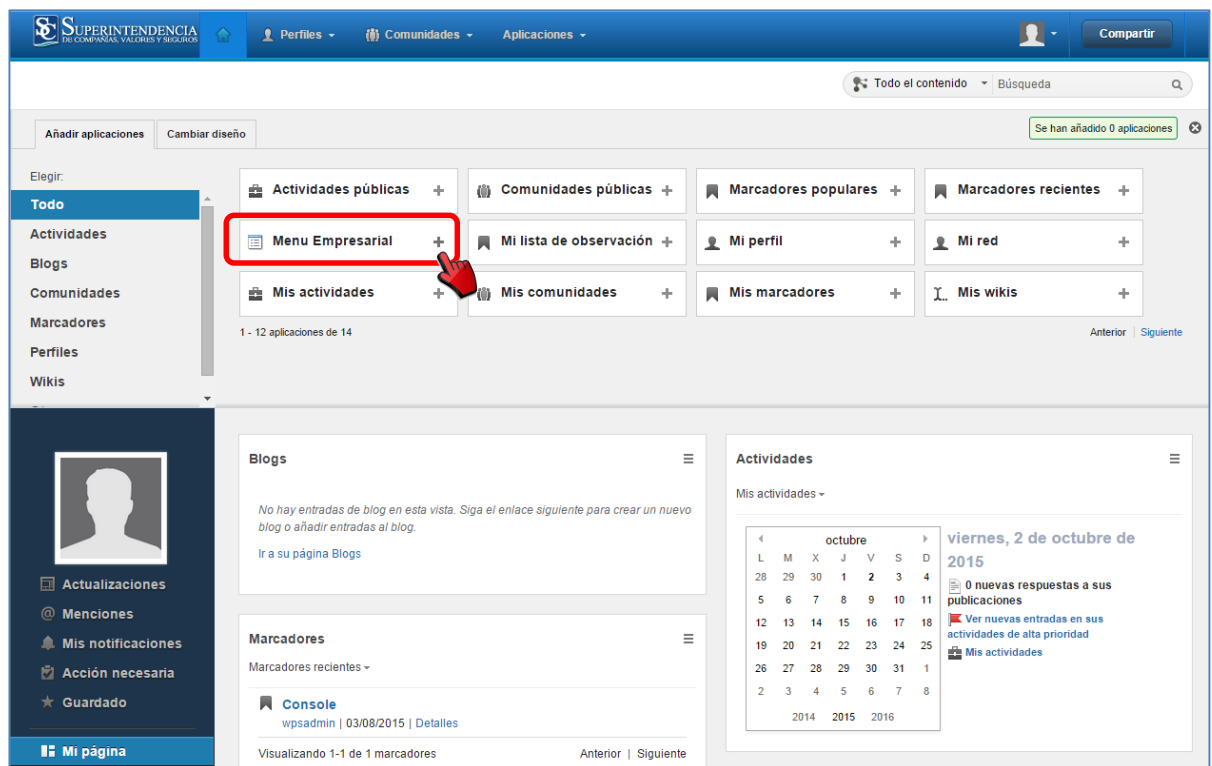 SUPERINTENDENCIA
DE COMPAÑÍAS, VALORES Y SEGUROS
Perfiles
Comunidades
Aplicaciones
Compartir
Todo el contenido
Búsqueda
Añadir aplicaciones
Cambiar diseño
Se han añadido 0 aplicaciones
Elegir:
Todo
Actividades
Blogs
Comunidades
Marcadores
Perfiles
Wikis
Actividades públicas
Comunidades públicas
Marcadores populares
Marcadores recientes
Menu Empresarial
Mi lista de observación
Mi perfil
Mi red
Mis actividades
Mis comunidades
Mis marcadores
Mis wikis
1 - 12 aplicaciones de 14
Anterior | Siguiente
Actualizaciones
@ Menciones
Mis notificaciones
Acción necesaria
Guardado
Mi página
Blogs
No hay entradas de blog en esta vista. Siga el enlace siguiente para crear un nuevo
blog o añadir entradas al blog.
Ir a su página Blogs
Marcadores
Marcadores recientes
Console
wpsadmin | 03/08/2015 | Detalles
Visualizando 1-1 de 1 marcadores
Anterior | Siguiente
Actividades
Mis actividades
octubre
L M X J V S D
28 29 30 1 2 3 4
5 6 7 8 9 10 11
12 13 14 15 16 17 18
19 20 21 22 23 24 25
26 27 28 29 30 31 1
2 3 4 5 6 7 8
2014 2015 2016
viernes, 2 de octubre de
2015
0 nuevas respuestas a sus
publicaciones
Ver nuevas entradas en sus
actividades de alta prioridad
Mis actividades